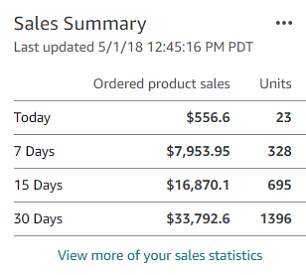 Sales Summary
Last updated 5/1/18 12:45:16 PM PDT
Ordered product sales Units
Today $556.6 23
7 Days $7,953.95 328
15 Days $16,870.1 695
30 Days $33,792.6 1396
View more of your sales statistics